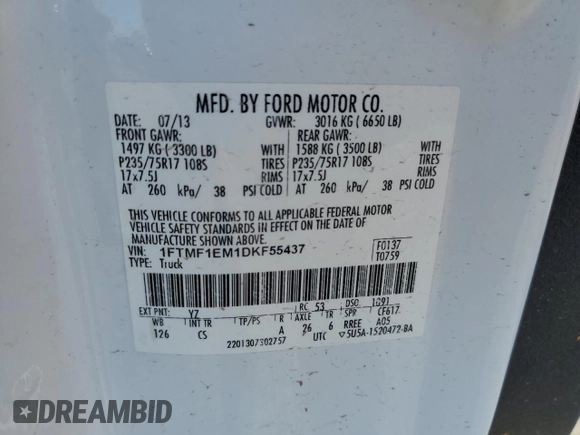 MFD. BY FORD MOTOR CO.
DATE: 07/13 GVWR: 3016 KG ( 6650 LB)
FRONT GAWR: REAR GAWR:
1497 KG ( 3300 LB) WITH 1588 KG ( 3500 LB) WITH
P235/75R17 108S TIRES P235/75R17 108S TIRES
17x7.5J RIMS 17x7.5J RIMS
AT 260 kPa/ 38 PSI COLD AT 260 kPa/ 38 PSI COLD
THIS VEHICLE CONFORMS TO ALL APPLICABLE FEDERAL MOTOR
VEHICLE SAFETY STANDARDS IN EFFECT ON THE DATE OF
MANUFACTURE SHOWN ABOVE.
VIN: 1FTMF1EM1DKF55437 F0137
TYPE: Truck T0759
EXT PNT: YZ RC: 53 DSO:
WB INT TR TP/PS R AXLE TR SPR CF617
126 CS A 26 6 RREE A05
UTC
DREAMBID